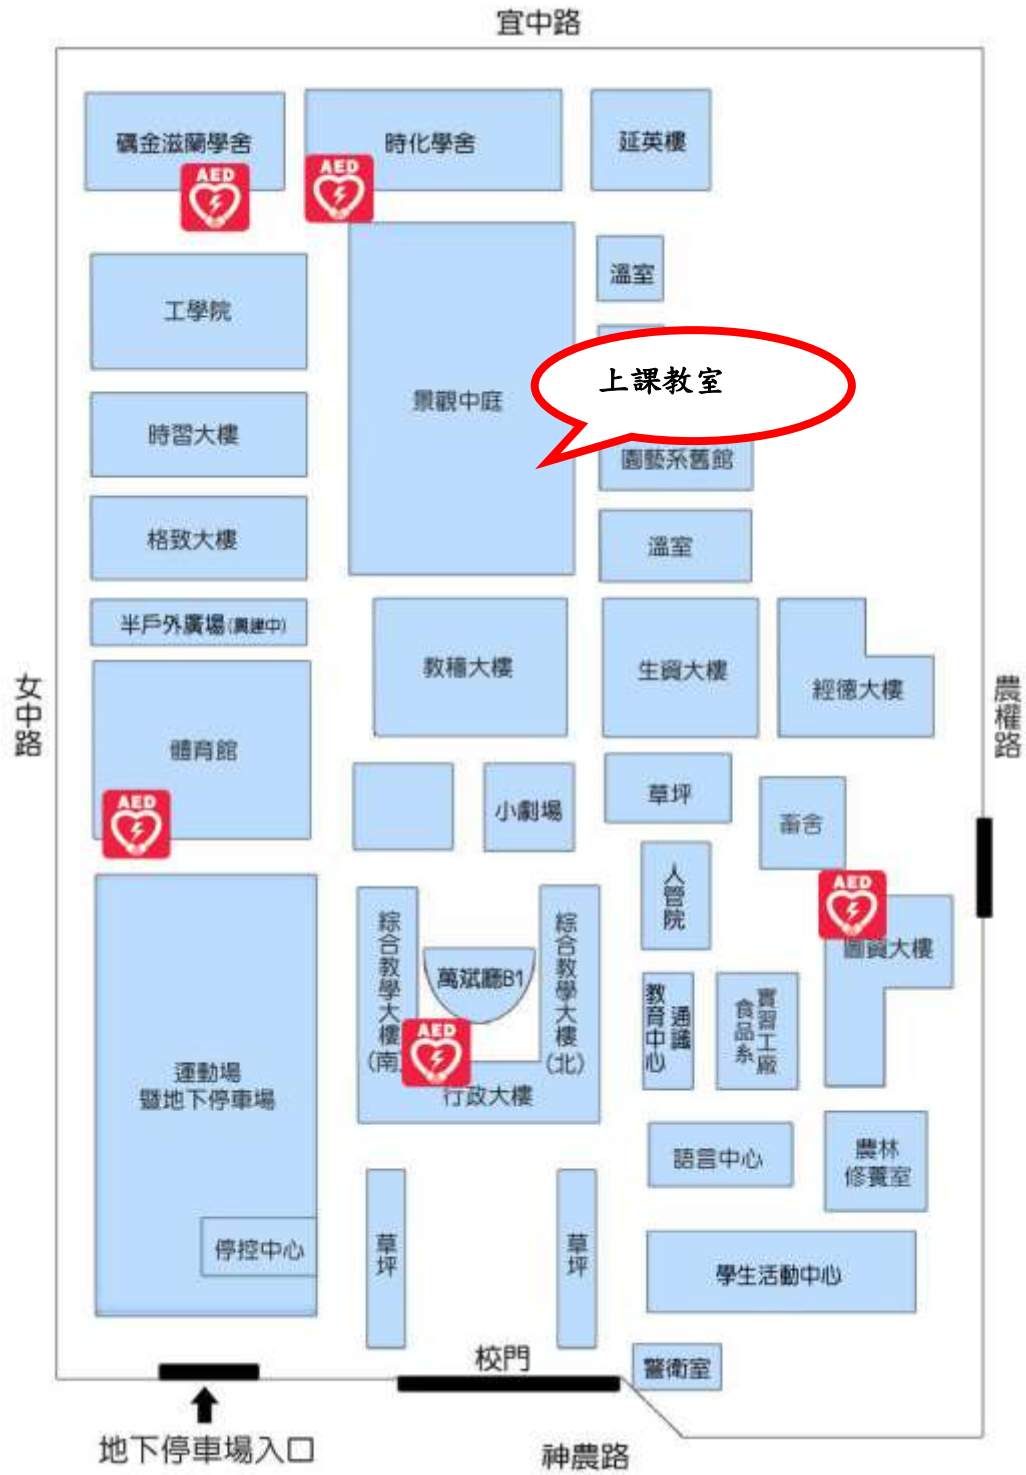 宜中路
礪金滋蘭學舍
時化學舍
延英樓
AED
AED
溫室
工學院
上課教室
景觀中庭
時習大樓
園藝系舊館
格致大樓
溫室
半戶外廣場(興建中)
教穡大樓
生資大樓
經德大樓
女中路
農權路
體育館
AED
小劇場
草坪
畜舍
人管院
AED
圖資大樓
綜合教學大樓(南)
萬斌廳B1
綜合教學大樓(北)
AED
行政大樓
通識
教育中心
實習工廠
食品系
運動場
暨地下停車場
語言中心
農林
修養室
停控中心
草坪
草坪
學生活動中心
校門
警衛室
地下停車場入口
神農路